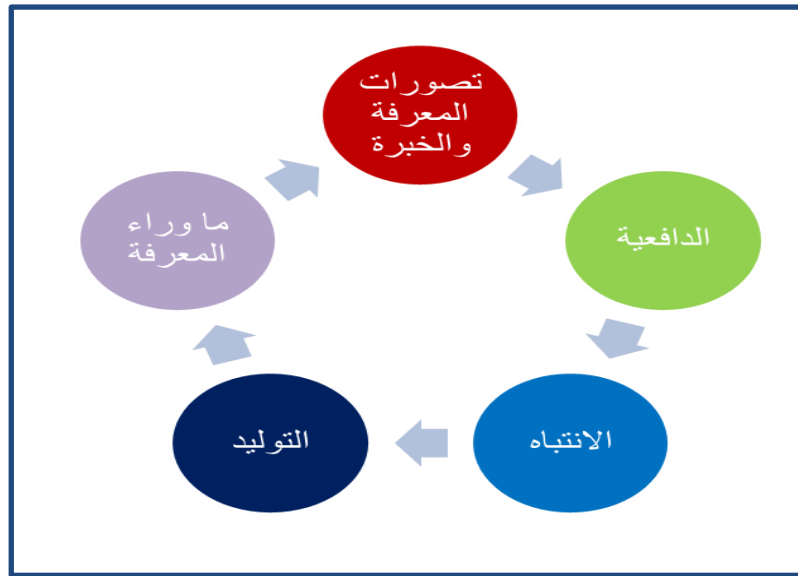 تصورات
المعرفة
والخبرة
الدافعية
الانتباه
التوليد
ما وراء
المعرفة